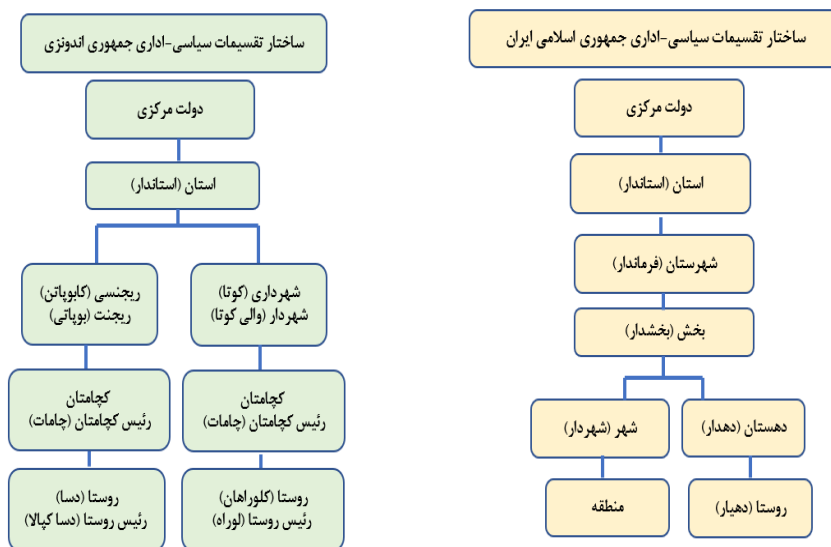 ساختار تقسیمات سیاسی-اداری جمهوری اسلامی ایران
دولت مرکزی
استان (استاندار)
شهرستان (فرماندار)
بخش (بخشدار)
دهستان (دهدار)
شهر (شهردار)
روستا (دهیار)
منطقه
ساختار تقسیمات سیاسی-اداری جمهوری اندونزی
دولت مرکزی
استان (استاندار)
شهرداری (کوتا)
شهردار (والی کوتا)
ریجنسی (کابوپاتن)
ریجنت (بوپاتی)
کچامتان
رئیس کچامتان (چامات)
کچامتان
رئیس کچامتان (چامات)
روستا (کلوراهان)
رئیس روستا (لوراه)
روستا (دسا)
رئیس روستا (دسا کپالا)